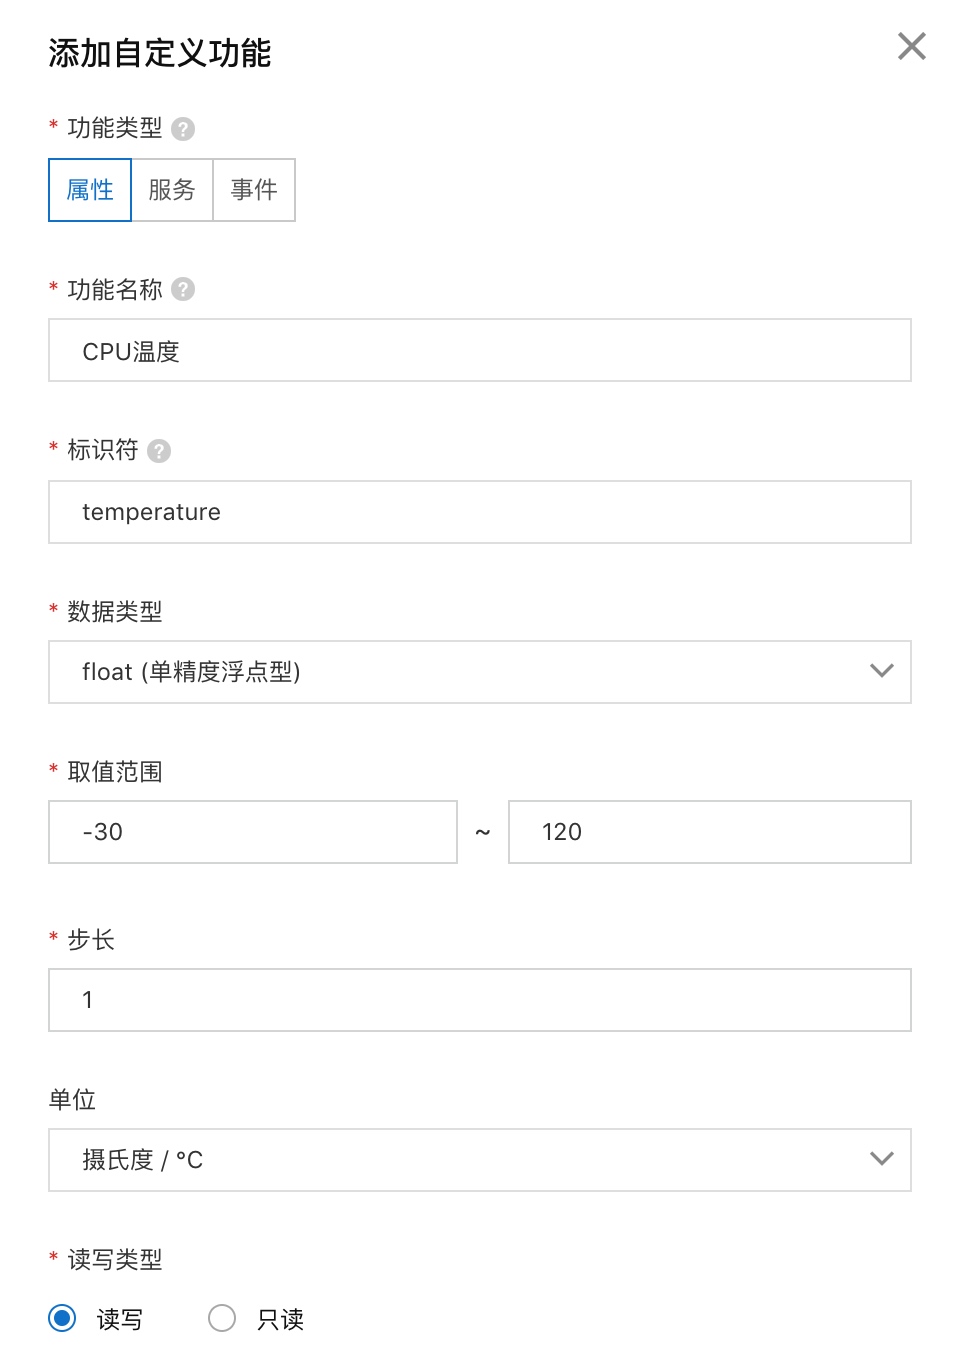 添加自定义功能
* 功能类型 ?
属性 服务 事件
* 功能名称 ?
CPU温度
* 标识符 ?
temperature
* 数据类型
float (单精度浮点型)
* 取值范围
-30 ~ 120
* 步长
1
单位
摄氏度 / °C
* 读写类型
读写 只读